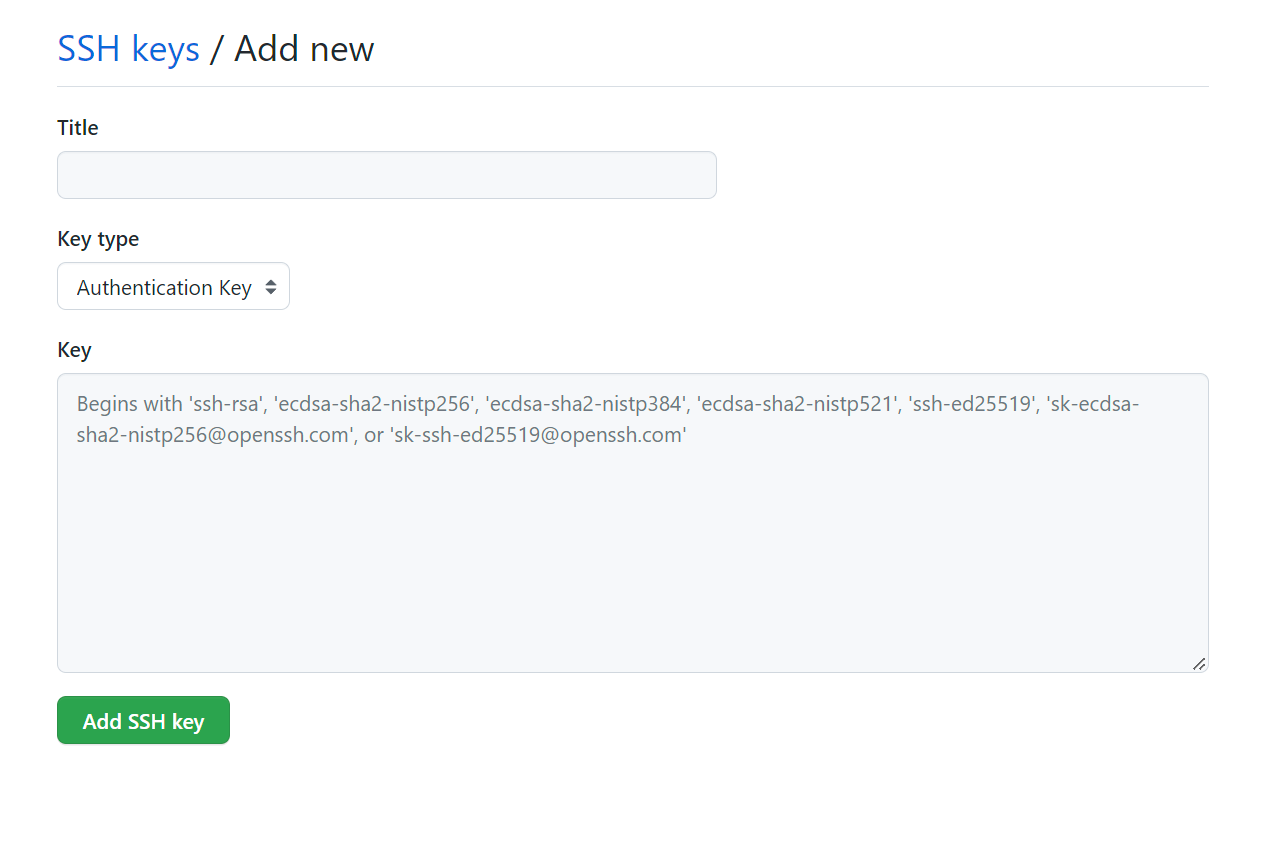 SSH keys / Add new
Title
Key type
Authentication Key
Key
Begins with 'ssh-rsa', 'ecdsa-sha2-nistp256', 'ecdsa-sha2-nistp384', 'ecdsa-sha2-nistp521', 'ssh-ed25519', 'sk-ecdsa-
sha2-nistp256@openssh.com', or 'sk-ssh-ed25519@openssh.com'
Add SSH key